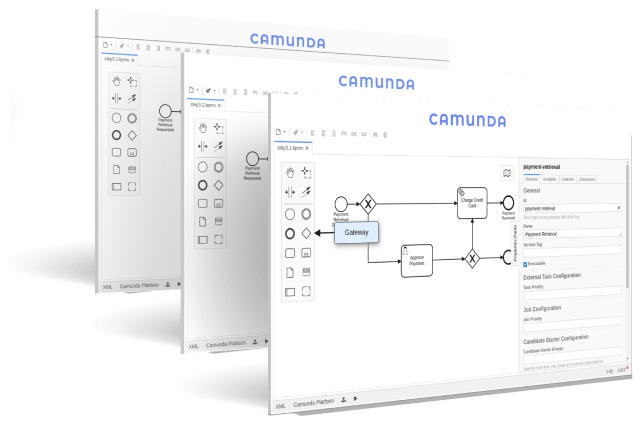 CAMUNDA
step3.1.bpmn ×
Payment
Retrieval
Requested
XML Camunda Platform
CAMUNDA
step3.2.bpmn ×
Payment
Retrieval
Requested
XML Camunda Platform
CAMUNDA
step3.1.bpmn ×
Payment
Retrieval
Gateway
Approve
Payment
Charge Credit
Card
Payment
Retrieved
Properties Panel
payment-retrieval
General Variables Listeners Extensions
General
Id
payment-retrieval
Name
Payment Retrieval
Version Tag
Executable
External Task Configuration
Task Priority
Job Configuration
Job Priority
Candidate Starter Configuration
Candidate Starter Groups
XML Camunda Platform
Log